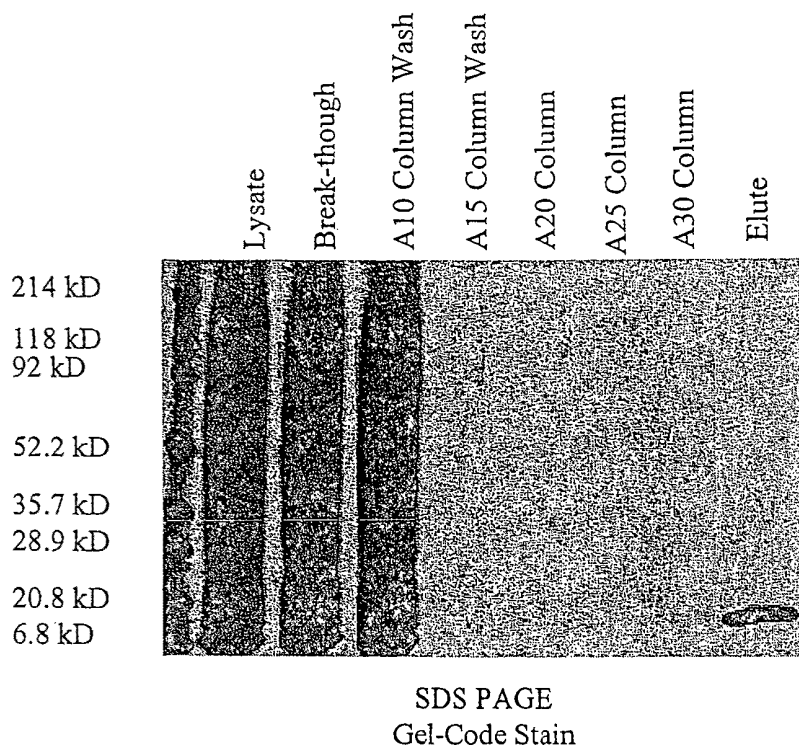 Lysate
Break-though
A10 Column Wash
A15 Column Wash
A20 Column
A25 Column
A30 Column
Elute
214 kD
118 kD
92 kD
52.2 kD
35.7 kD
28.9 kD
20.8 kD
6.8 kD
SDS PAGE
Gel-Code Stain